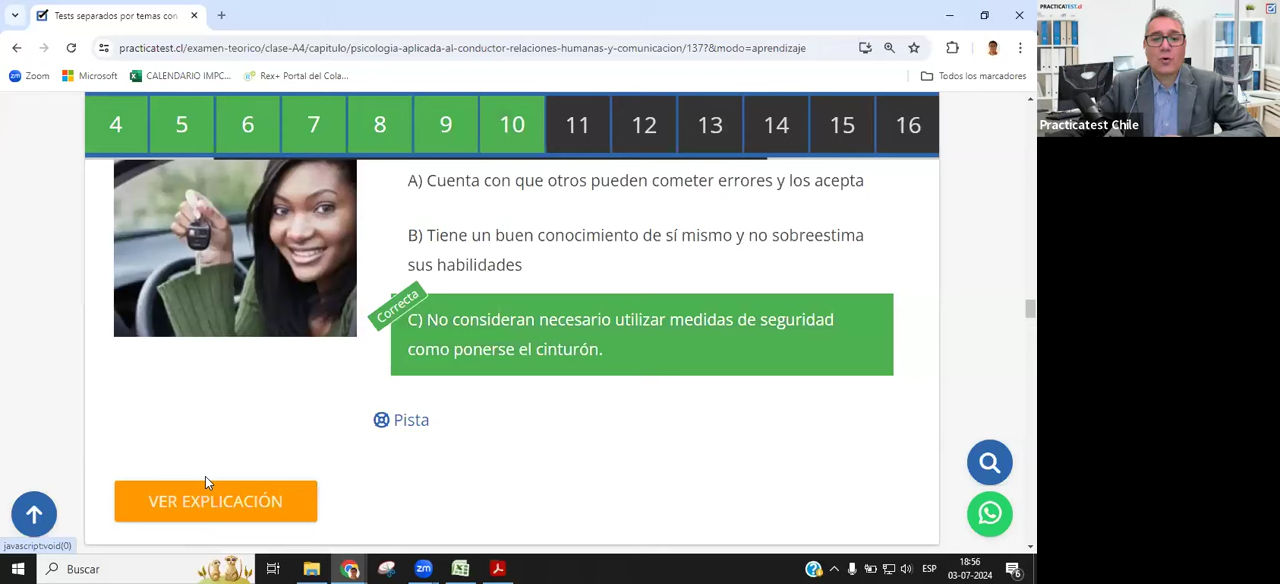 Tests separados por temas con
practicatest.cl/examen-teorico/clase-A4/capitulo/psicologia-aplicada-al-conductor-relaciones-humanas-y-comunicacion/1377&modo=aprendizaje
Zoom
Microsoft
CALENDARIO IMPC...
Rex+ Portal del Cola...
Todos los marcadores
4 5 6 7 8 9 10 11 12 13 14 15 16
A) Cuenta con que otros pueden cometer errores y los acepta
B) Tiene un buen conocimiento de sí mismo y no sobreestima
sus habilidades
Correcta
C) No consideran necesario utilizar medidas de seguridad
como ponerse el cinturón.
Pista
VER EXPLICACIÓN
javascript:void(0)
Buscar
ESP
18:56
03-07-2024
6
PRACTICATEST.cl
Practicatest Chile